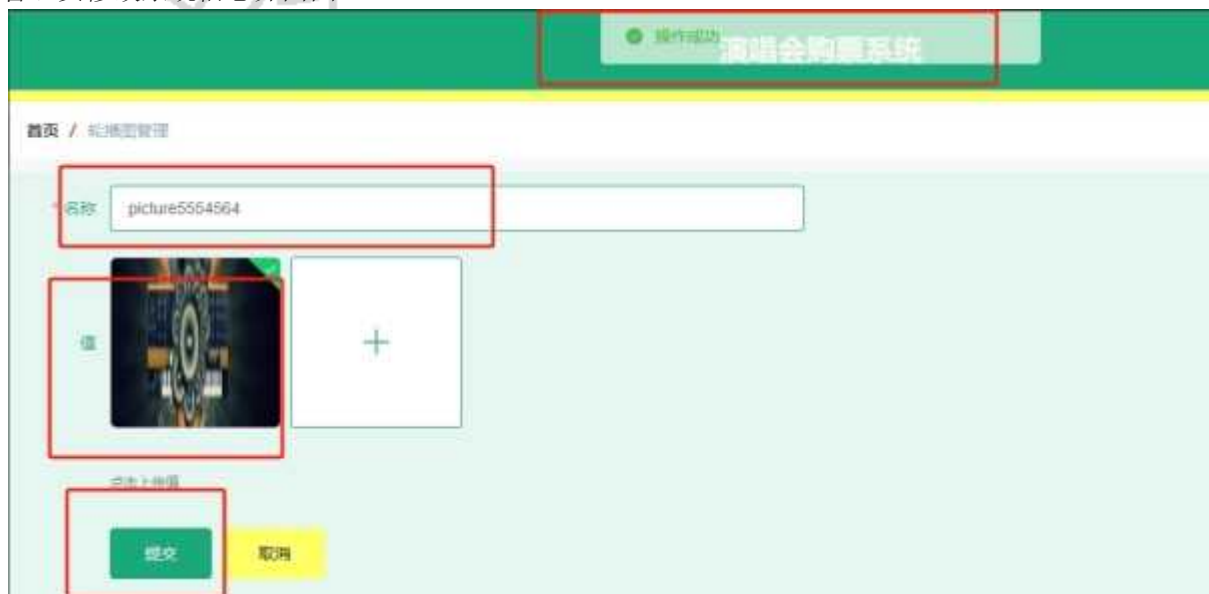 操作成功
演唱会购票系统
首页 / 轮播图管理
*名称 picture5554564
值
点击上传值
提交 取消